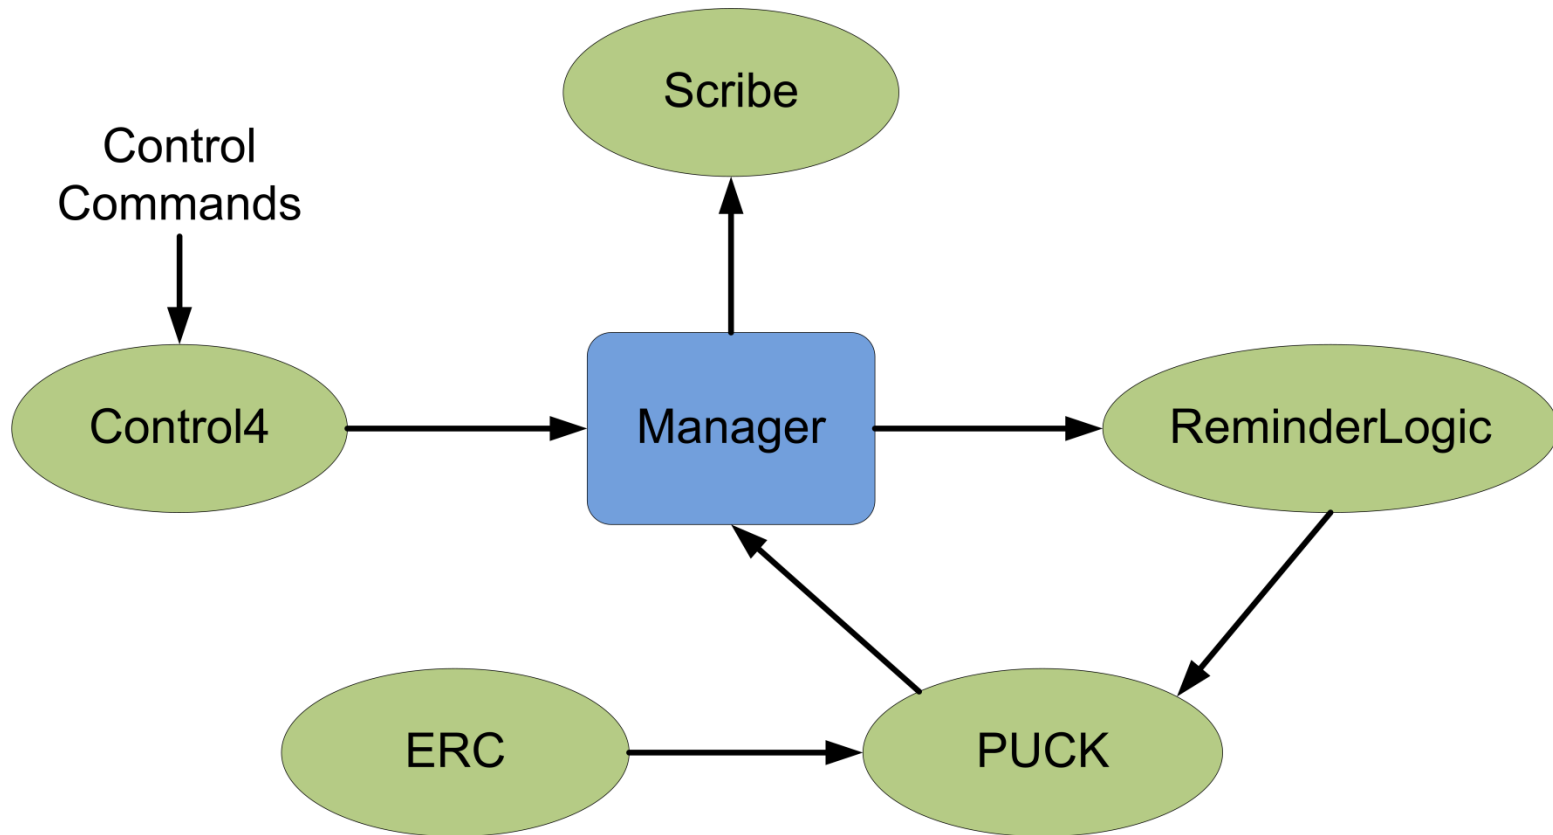 Scribe
Control
Commands
Control4
Manager
ReminderLogic
ERC
PUCK